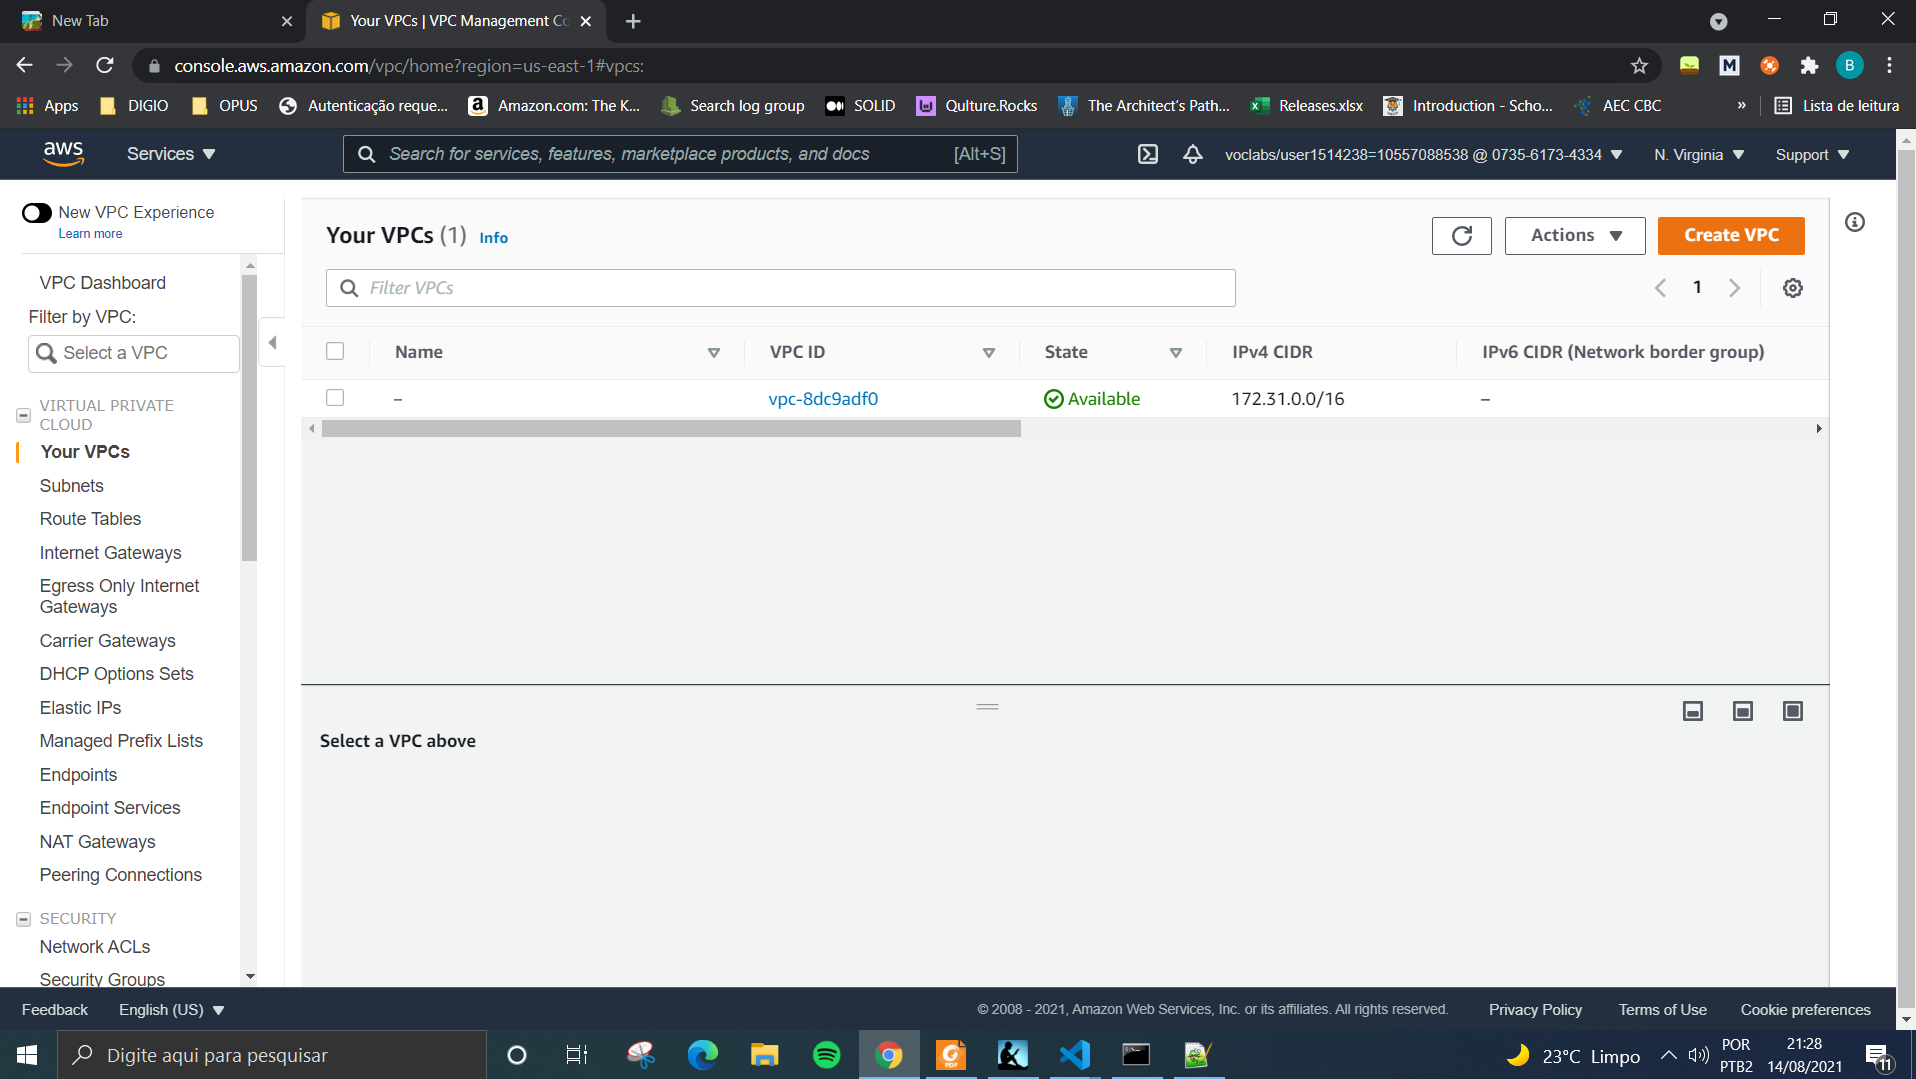 New Tab
Your VPCs | VPC Management Co
console.aws.amazon.com/vpc/home?region=us-east-1#vpcs:
M
B
Apps
DIGIO
OPUS
Autenticação reque...
Amazon.com: The K...
Search log group
SOLID
Qulture.Rocks
The Architect's Path...
Releases.xlsx
Introduction - Scho...
AEC CBC
»
Lista de leitura
aws
Services
Search for services, features, marketplace products, and docs
[Alt+S]
voclabs/user1514238=10557088538 @ 0735-6173-4334
N. Virginia
Support
New VPC Experience
Learn more
VPC Dashboard
Filter by VPC:
Select a VPC
VIRTUAL PRIVATE
CLOUD
Your VPCs
Subnets
Route Tables
Internet Gateways
Egress Only Internet
Gateways
Carrier Gateways
DHCP Options Sets
Elastic IPs
Managed Prefix Lists
Endpoints
Endpoint Services
NAT Gateways
Peering Connections
SECURITY
Network ACLs
Security Groups
Your VPCs (1) Info
Actions
Create VPC
Filter VPCs
1
Name
VPC ID
State
IPv4 CIDR
IPv6 CIDR (Network border group)
–
vpc-8dc9adf0
Available
172.31.0.0/16
–
Select a VPC above
Feedback
English (US)
© 2008 - 2021, Amazon Web Services, Inc. or its affiliates. All rights reserved.
Privacy Policy
Terms of Use
Cookie preferences
Digite aqui para pesquisar
PDF
23°C Limpo
POR
PTB2
21:28
14/08/2021
11